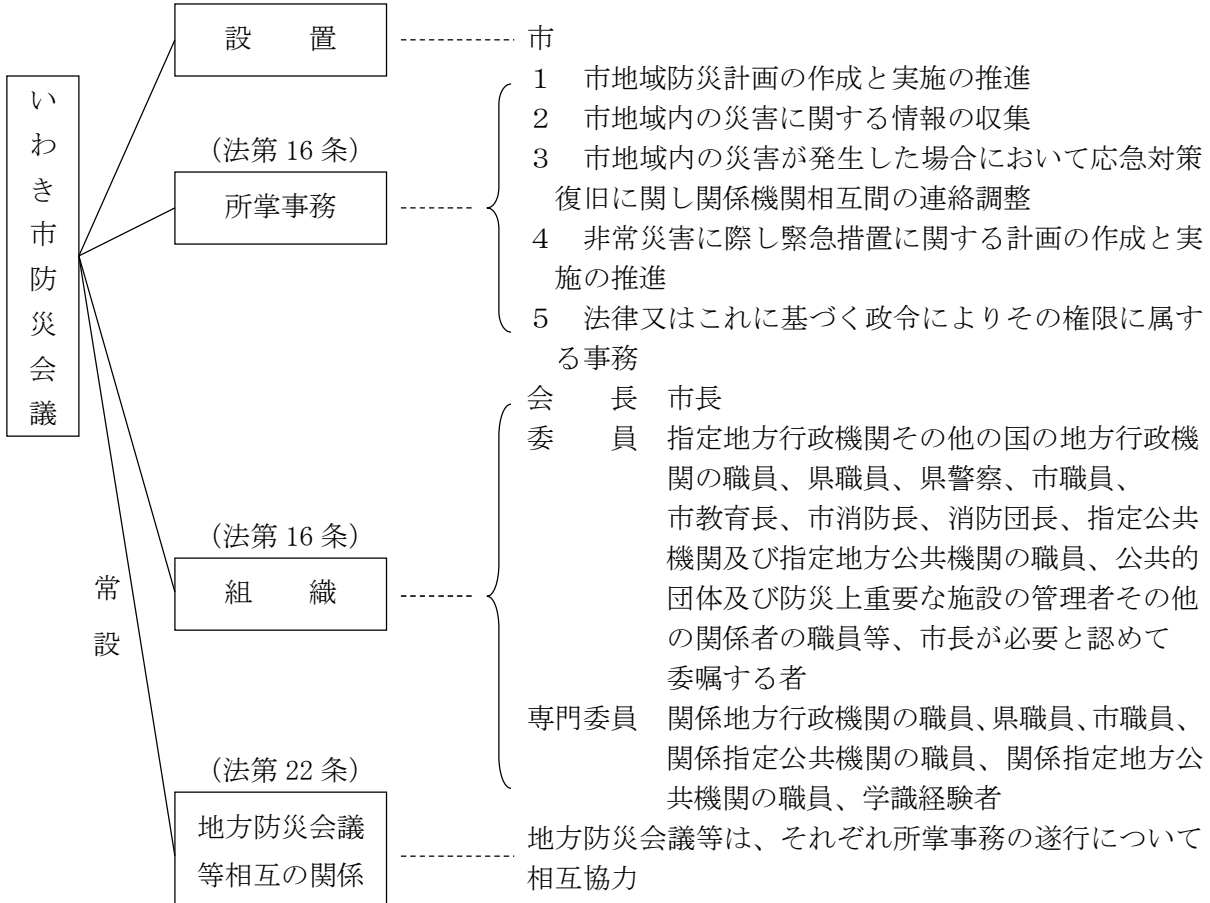 いわき市防災会議
常設
設　置
市
(法第 16 条)
所掌事務
1　市地域防災計画の作成と実施の推進
2　市地域内の災害に関する情報の収集
3　市地域内の災害が発生した場合において応急対策
復旧に関し関係機関相互間の連絡調整
4　非常災害に際し緊急措置に関する計画の作成と実
施の推進
5　法律又はこれに基づく政令によりその権限に属す
る事務
(法第 16 条)
組　織
会　長　市長
委　員　指定地方行政機関その他の国の地方行政機
関の職員、県職員、県警察、市職員、
市教育長、市消防長、消防団長、指定公共
機関及び指定地方公共機関の職員、公共的
団体及び防災上重要な施設の管理者その他
の関係者の職員等、市長が必要と認めて
委嘱する者
専門委員　関係地方行政機関の職員、県職員、市職員、
関係指定公共機関の職員、関係指定地方公
共機関の職員、学識経験者
(法第 22 条)
地方防災会議
等相互の関係
地方防災会議等は、それぞれ所掌事務の遂行について
相互協力